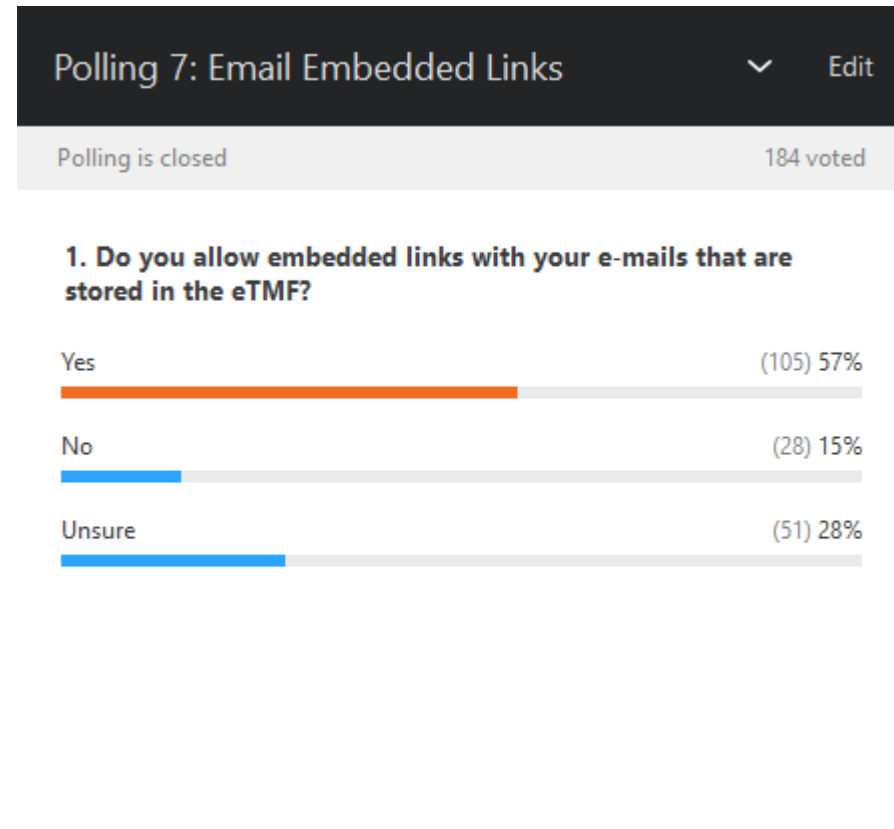 Polling 7: Email Embedded Links Edit
Polling is closed 184 voted
1. Do you allow embedded links with your e-mails that are
stored in the eTMF?
Yes (105) 57%
No (28) 15%
Unsure (51) 28%